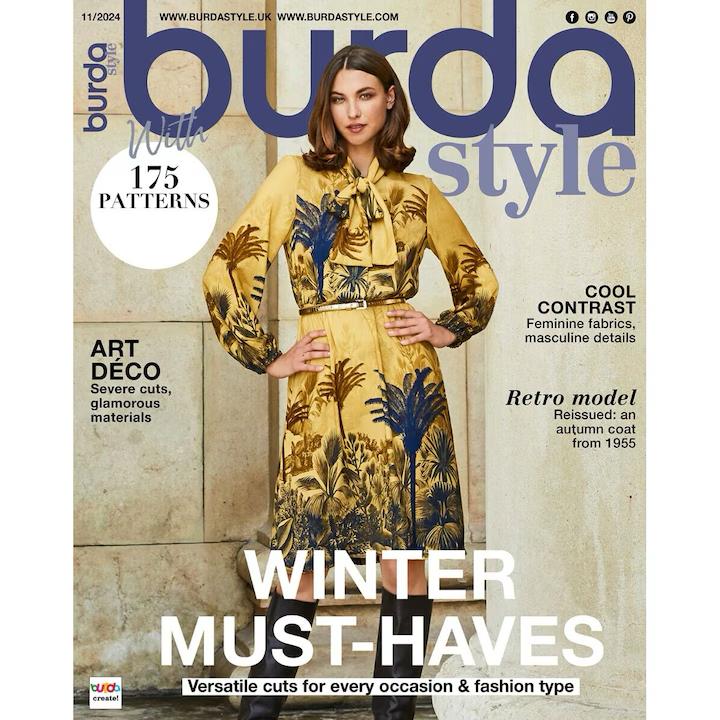 11/2024
WWW.BURDASTYLE.UK WWW.BURDASTYLE.COM
burda
style
burda
style
With
175
PATTERNS
COOL
CONTRAST
Feminine fabrics,
masculine details
ART
DÉCO
Severe cuts,
glamorous
materials
Retro model
Reissued: an
autumn coat
from 1955
WINTER
MUST-HAVES
Versatile cuts for every occasion & fashion type
burda
create!